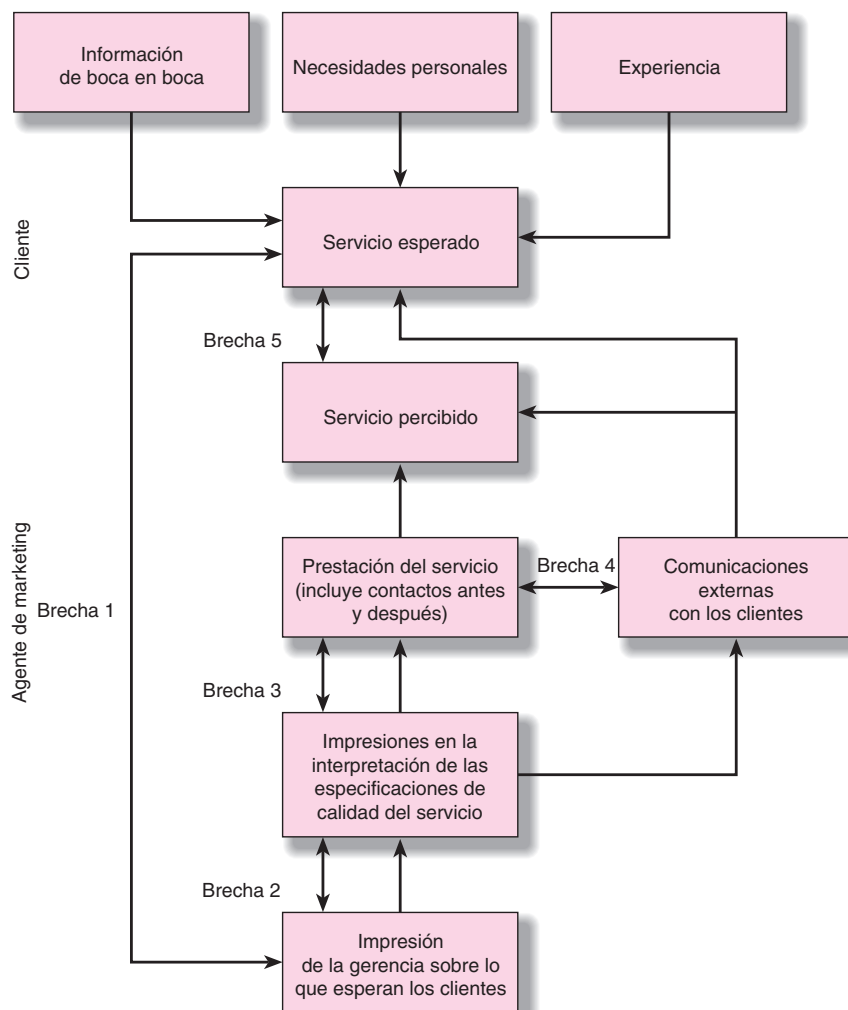 Información
de boca en boca
Necesidades personales
Experiencia
Cliente
Servicio esperado
Brecha 5
Servicio percibido
Agente de marketing
Brecha 1
Prestación del servicio
(incluye contactos antes
y después)
Brecha 4
Comunicaciones
externas
con los clientes
Brecha 3
Impresiones en la
interpretación de las
especificaciones de
calidad del servicio
Brecha 2
Impresión
de la gerencia sobre lo
que esperan los clientes